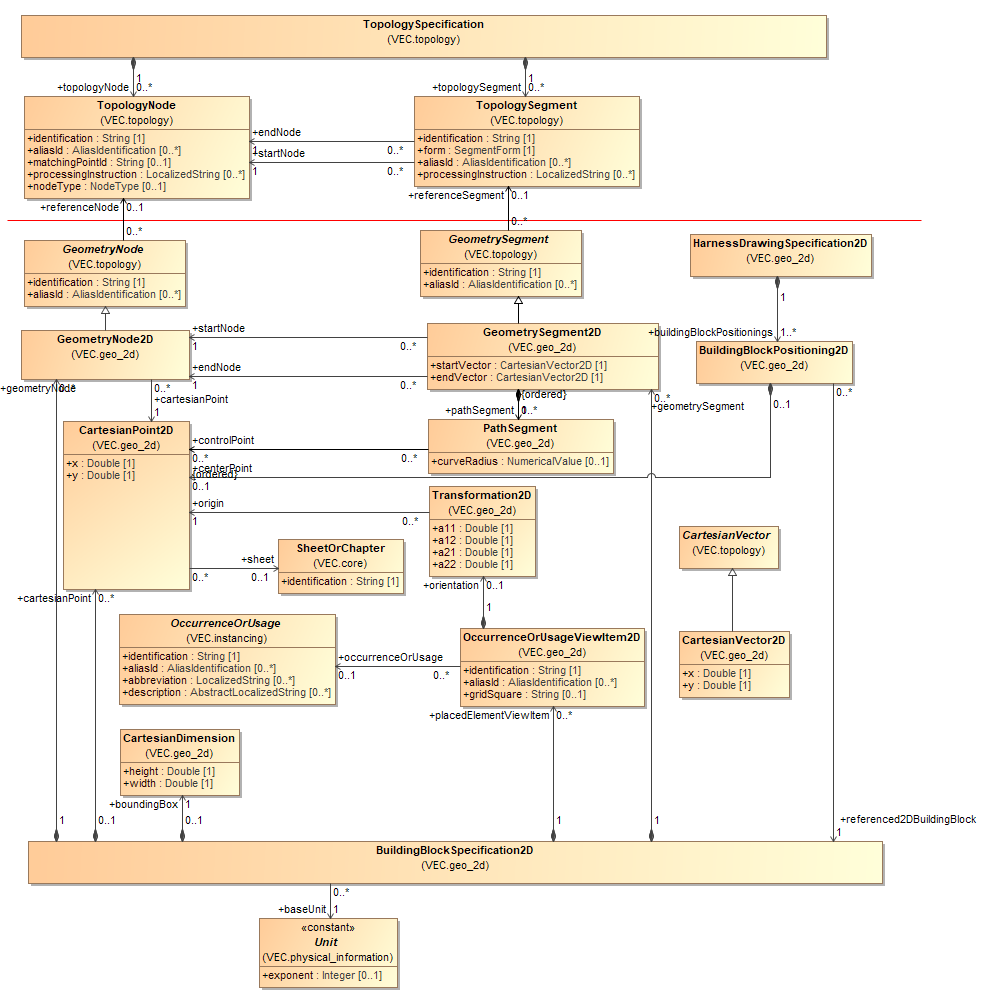 TopologySpecification
(VEC.topology)
1
+topologyNode
0..*
1
+topologySegment
0..*
TopologyNode
(VEC.topology)
+identification : String [1]
+aliasId : AliasIdentification [0..*]
+matchingPointId : String [0..1]
+processingInstruction : LocalizedString [0..*]
+nodeType : NodeType [0..1]
TopologySegment
(VEC.topology)
+identification : String [1]
+form : SegmentForm [1]
+aliasId : AliasIdentification [0..*]
+processingInstruction : LocalizedString [0..*]
+endNode
1
0..*
+startNode
1
0..*
+referenceNode
0..1
0..*
+referenceSegment
0..1
0..*
GeometryNode
(VEC.topology)
+identification : String [1]
+aliasId : AliasIdentification [0..*]
GeometrySegment
(VEC.topology)
+identification : String [1]
+aliasId : AliasIdentification [0..*]
HarnessDrawingSpecification2D
(VEC.geo_2d)
1
+buildingBlockPositionings
1..*
GeometryNode2D
(VEC.geo_2d)
+startNode
1
0..*
+endNode
1
0..*
GeometrySegment2D
(VEC.geo_2d)
+startVector : CartesianVector2D [1]
+endVector : CartesianVector2D [1]
BuildingBlockPositioning2D
(VEC.geo_2d)
+geometryNode
0..*
0..*
+cartesianPoint
1
{ordered}
1
+pathSegment
0..*
0..*
+geometrySegment
0..1
0..*
CartesianPoint2D
(VEC.geo_2d)
+x : Double [1]
+y : Double [1]
PathSegment
(VEC.geo_2d)
+curveRadius : NumericalValue [0..1]
+controlPoint
0..*
0..*
{ordered}
+centerPoint
0..1
+origin
1
0..*
Transformation2D
(VEC.geo_2d)
+a11 : Double [1]
+a12 : Double [1]
+a21 : Double [1]
+a22 : Double [1]
CartesianVector
(VEC.topology)
+sheet
0..*
0..1
SheetOrChapter
(VEC.core)
+identification : String [1]
+orientation
0..1
1
+cartesianPoint
0..*
OccurrenceOrUsage
(VEC.instancing)
+identification : String [1]
+aliasId : AliasIdentification [0..*]
+abbreviation : LocalizedString [0..*]
+description : AbstractLocalizedString [0..*]
+occurrenceOrUsage
0..1
0..*
OccurrenceOrUsageViewItem2D
(VEC.geo_2d)
+identification : String [1]
+aliasId : AliasIdentification [0..*]
+gridSquare : String [0..1]
CartesianVector2D
(VEC.geo_2d)
+x : Double [1]
+y : Double [1]
+placedElementViewItem
0..*
CartesianDimension
(VEC.geo_2d)
+height : Double [1]
+width : Double [1]
+boundingBox
1
1
0..1
0..1
1
1
+referenced2DBuildingBlock
1
BuildingBlockSpecification2D
(VEC.geo_2d)
0..*
+baseUnit
1
«constant»
Unit
(VEC.physical_information)
+exponent : Integer [0..1]